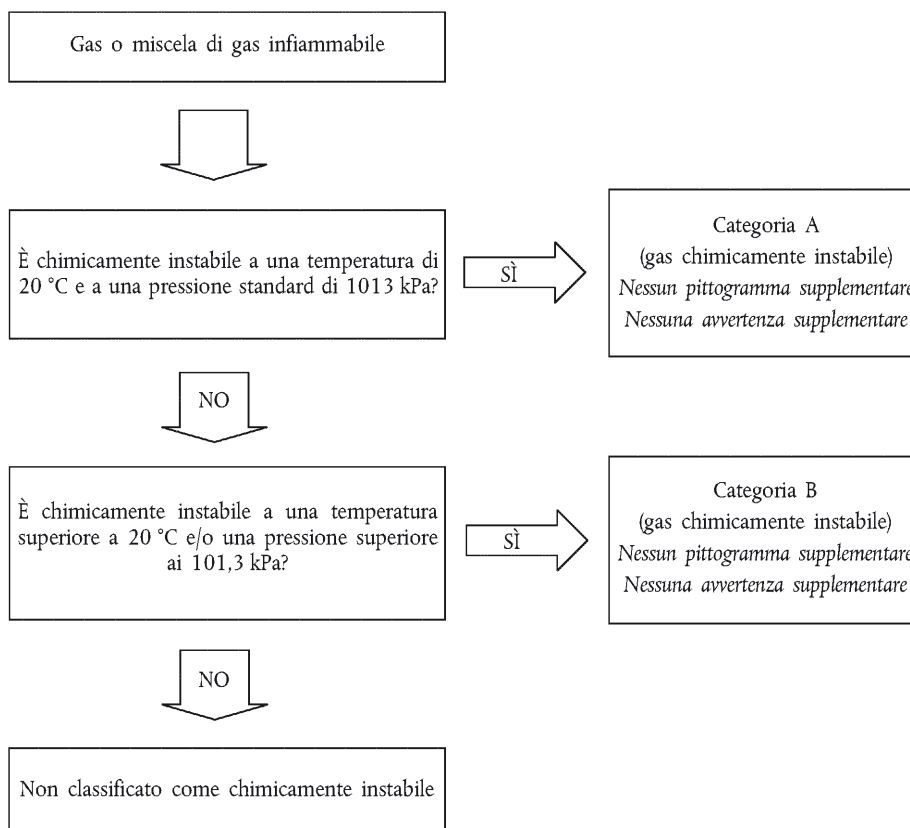 Gas o miscela di gas infiammabile
È chimicamente instabile a una temperatura di
20 °C e a una pressione standard di 1013 kPa?
SÌ
Categoria A
(gas chimicamente instabile)
Nessun pittogramma supplementare
Nessuna avvertenza supplementare
NO
È chimicamente instabile a una temperatura
superiore a 20 °C e/o una pressione superiore
ai 101,3 kPa?
SÌ
Categoria B
(gas chimicamente instabile)
Nessun pittogramma supplementare
Nessuna avvertenza supplementare
NO
Non classificato come chimicamente instabile